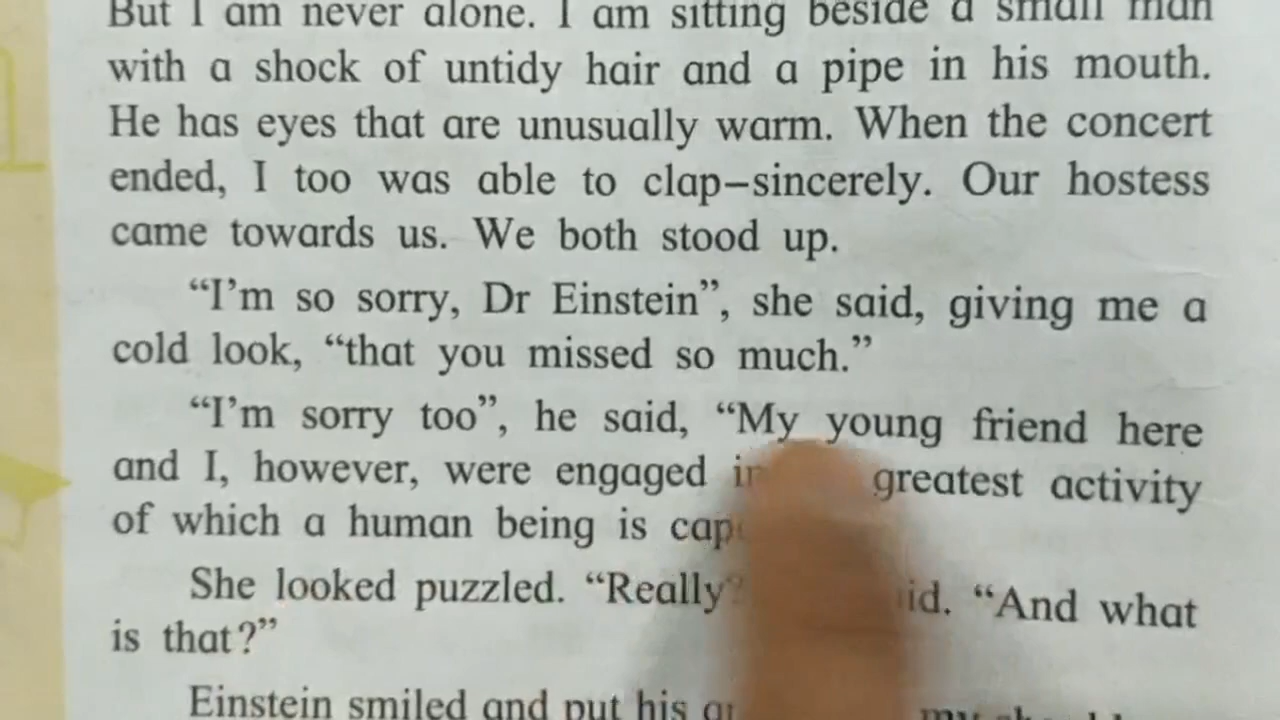 But I am never alone. I am sitting beside a small man
with a shock of untidy hair and a pipe in his mouth.
He has eyes that are unusually warm. When the concert
ended, I too was able to clap–sincerely. Our hostess
came towards us. We both stood up.
“I’m so sorry, Dr Einstein”, she said, giving me a
cold look, “that you missed so much.”
“I’m sorry too”, he said, “My young friend here
and I, however, were engaged greatest activity
of which a human being is
She looked puzzled. “Really? “And what
is that?”
Einstein smiled and put his my